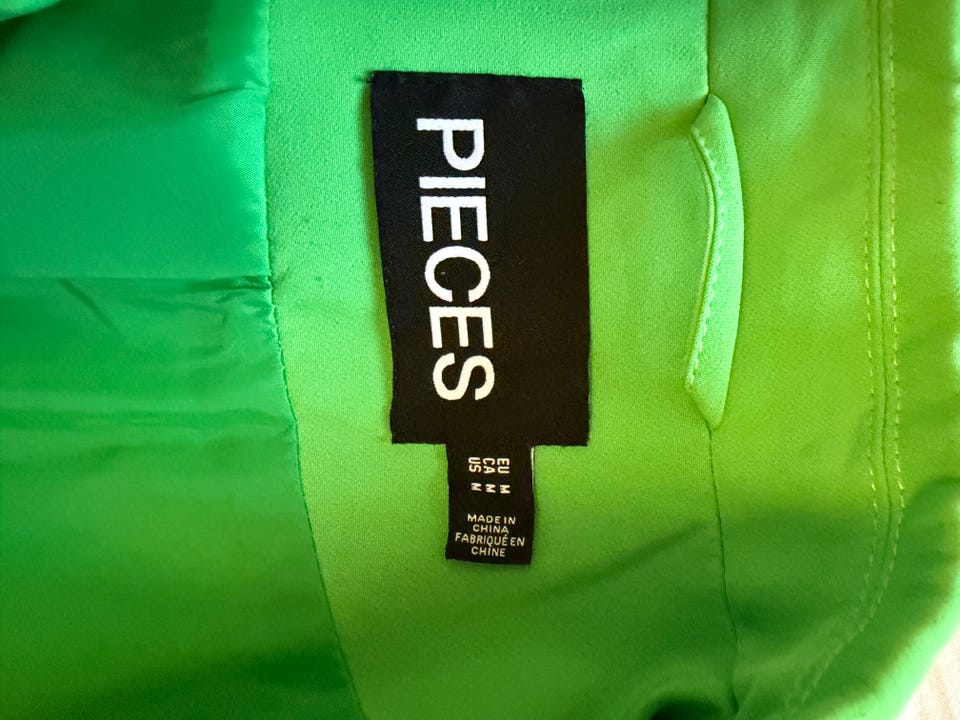 PIECES
EU M
CA M
US M
MADE IN
CHINA
FABRIQUÉ EN
CHINE